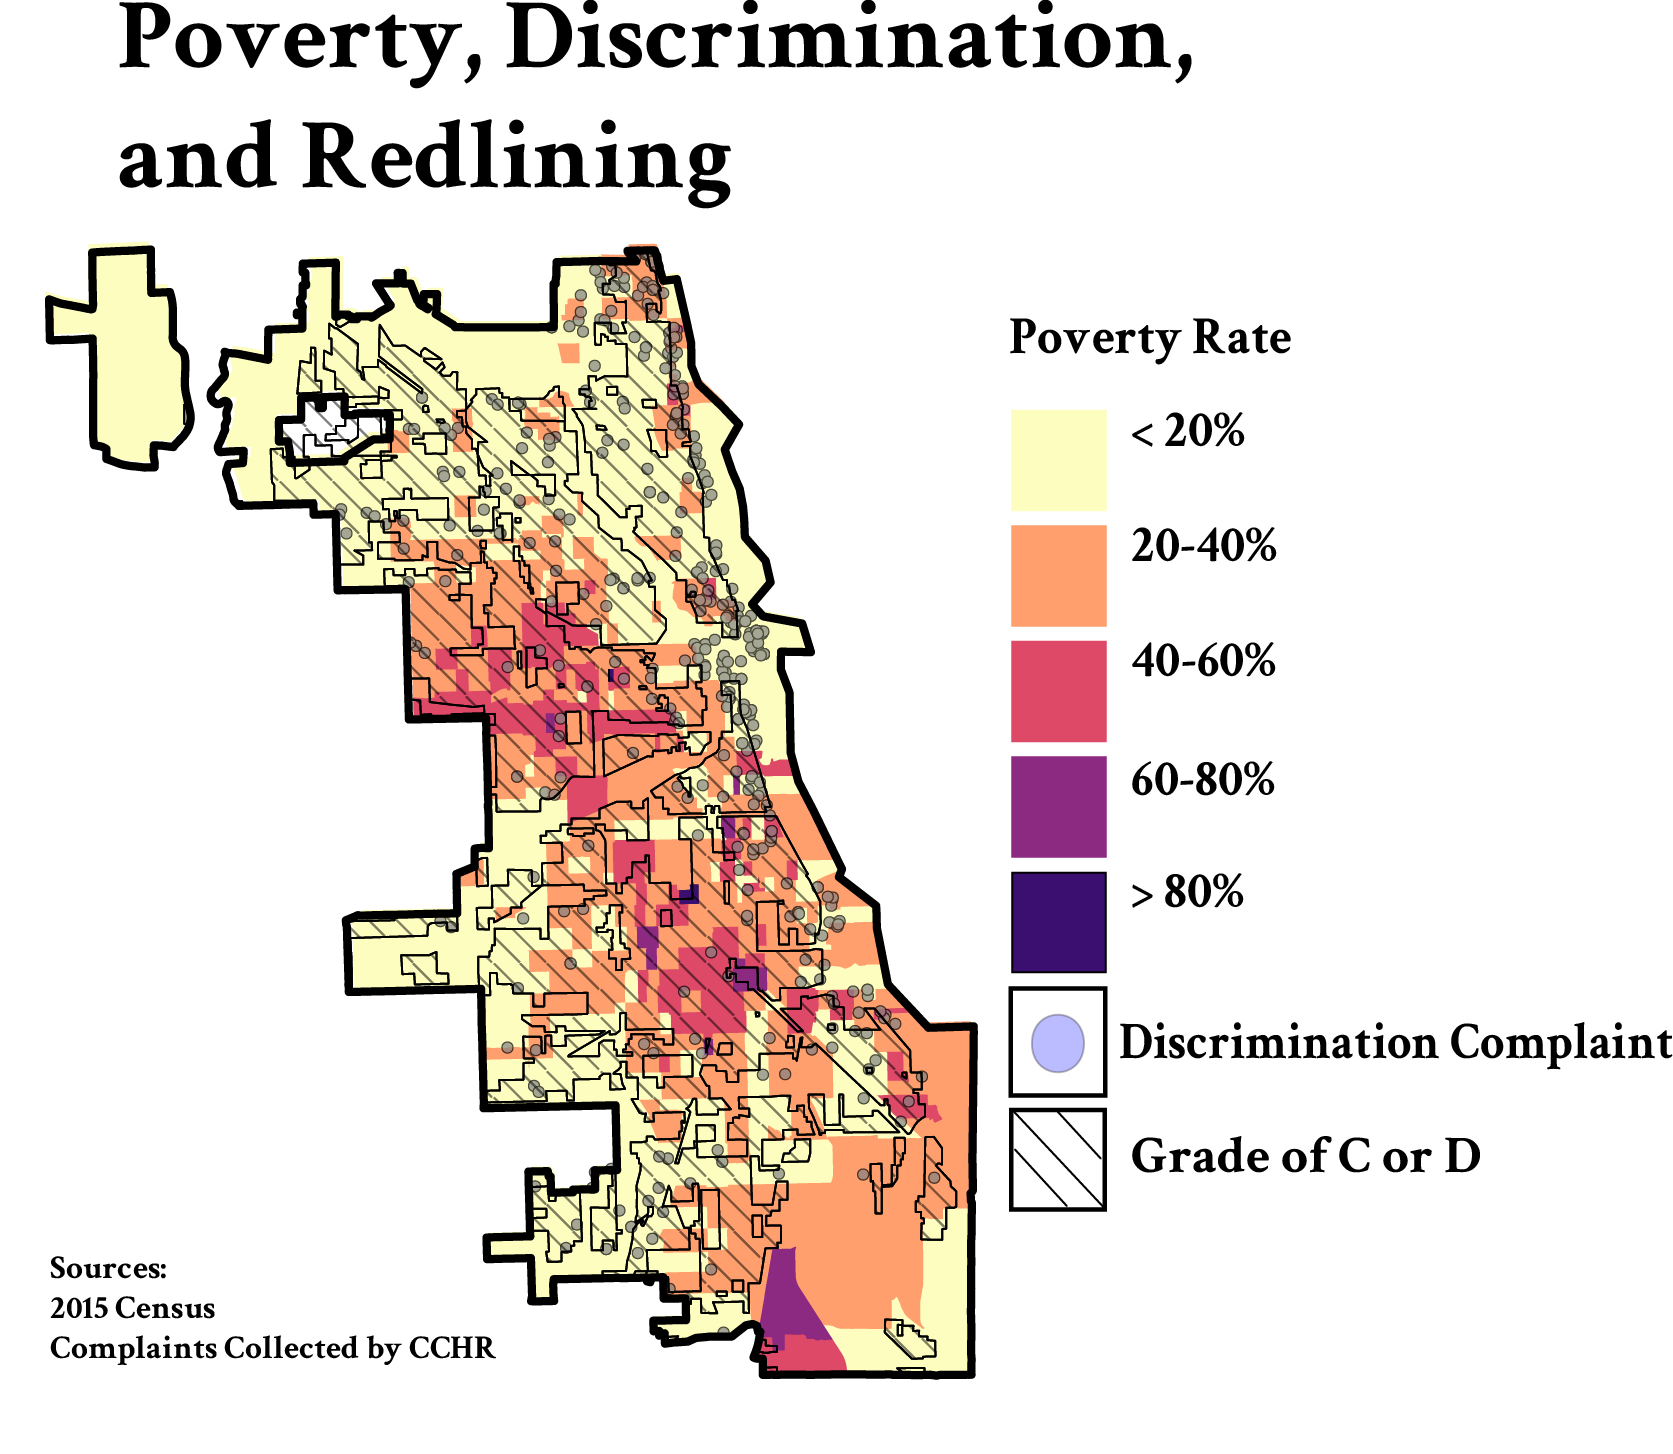 Poverty, Discrimination,
and Redlining
Poverty Rate
< 20%
20-40%
40-60%
60-80%
> 80%
Discrimination Complaint
Grade of C or D
Sources:
2015 Census
Complaints Collected by CCHR